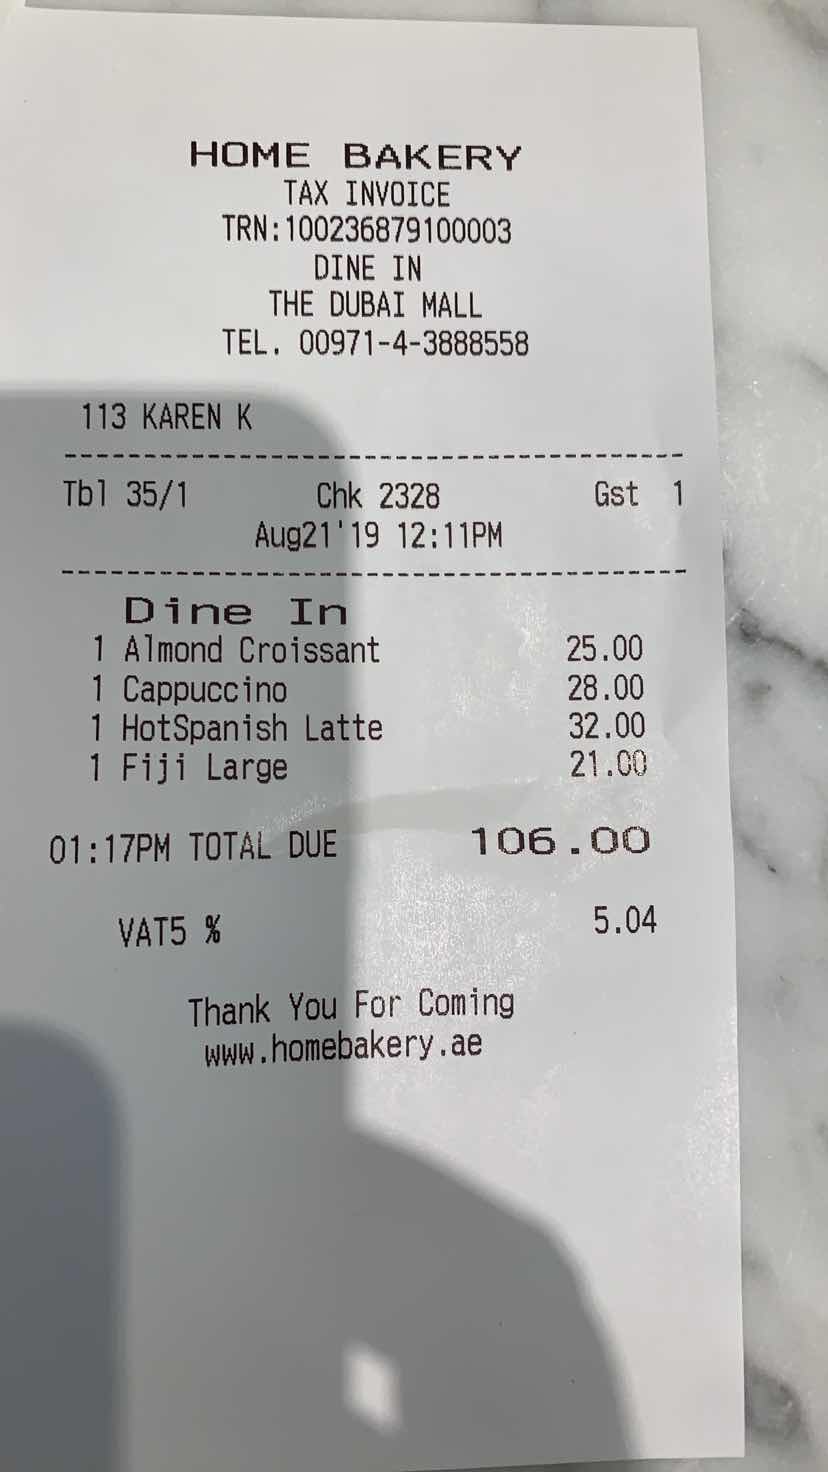 HOME BAKERY
TAX INVOICE
TRN:100236879100003
DINE IN
THE DUBAI MALL
TEL. 00971-4-3888558
113 KAREN K
Tbl 35/1 Chk 2328 Gst 1
Aug21'19 12:11PM
Dine In
1 Almond Croissant 25.00
1 Cappuccino 28.00
1 HotSpanish Latte 32.00
1 Fiji Large 21.00
01:17PM TOTAL DUE 106.00
VAT5 % 5.04
Thank You For Coming
www.homebakery.ae